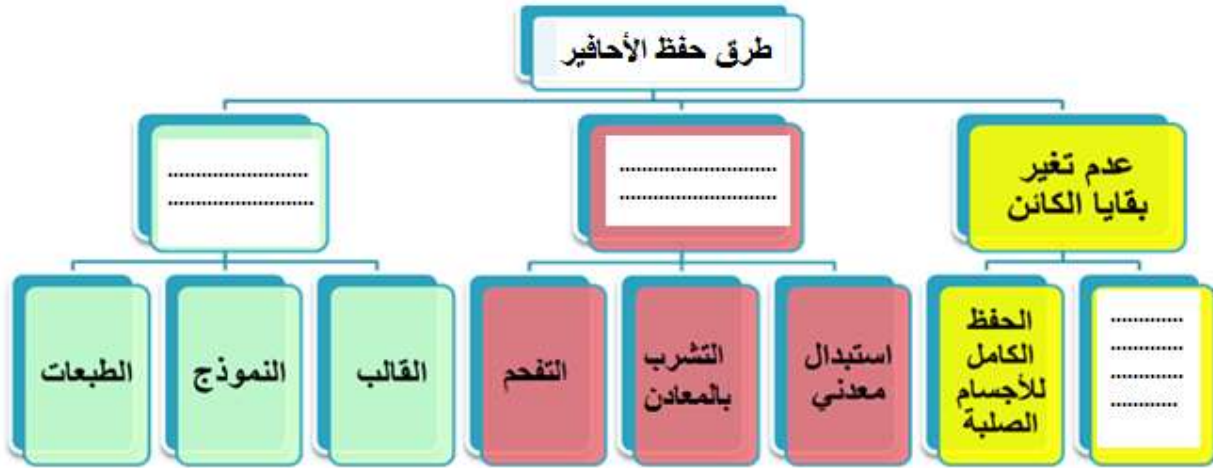 طرق حفظ الأحافير
عدم تغير
بقايا الكائن
............................
............................
............................
............................
.............
.............
.............
............
الحفظ
الكامل
للأجسام
الصلبة
استبدال
معدني
التشرب
بالمعادن
التفحم
القالب
النموذج
الطبعات